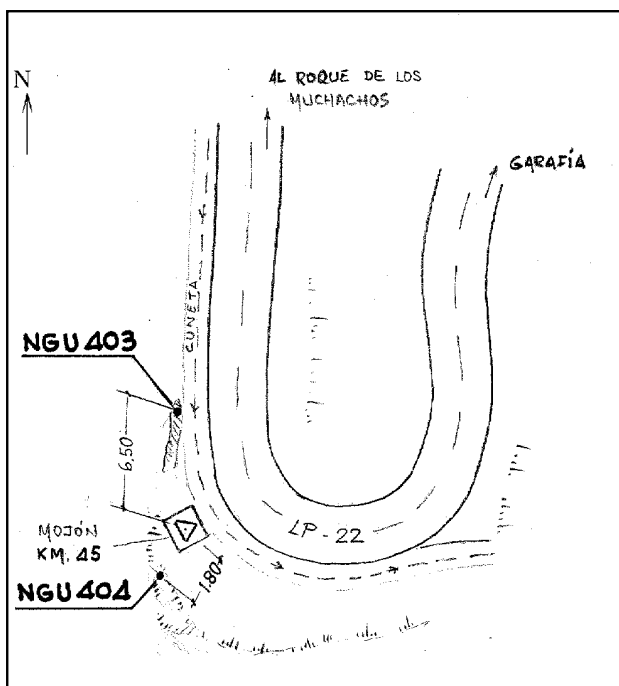 N
AL ROQUE DE LOS
MUCHACHOS
GARAFÍA
CUNETA
NGU 403
6,50
MOJÓN
KM. 45
LP-22
1,80
NGU 404